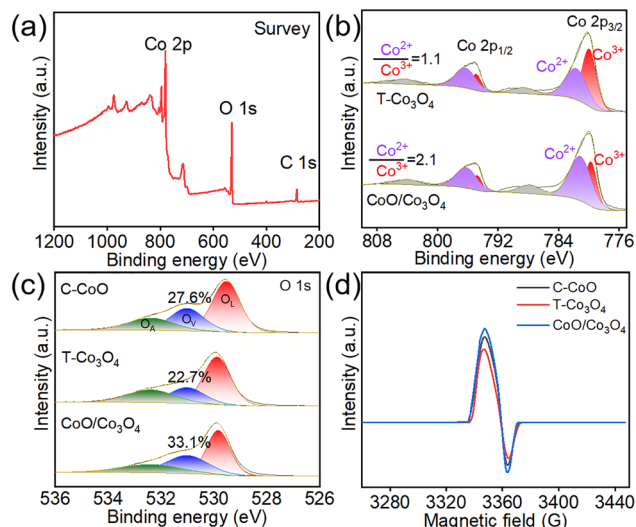 (a)
Survey
Co 2p
O 1s
C 1s
Intensity (a.u.)
1200 1000 800 600 400 200
Binding energy (eV)
(b)
Co 2p3/2
Co 2p1/2
Co2+
Co3+
=1.1
Co2+
Co3+
T-Co3O4
Co2+
Co3+
=2.1
Co2+
Co3+
CoO/Co3O4
Intensity (a.u.)
808 800 792 784 776
Binding energy (eV)
(c)
O 1s
C-CoO
27.6%
OA
OV
OL
T-Co3O4
22.7%
CoO/Co3O4
33.1%
Intensity (a.u.)
536 534 532 530 528 526
Binding energy (eV)
(d)
C-CoO
T-Co3O4
CoO/Co3O4
Intensity (a.u.)
3280 3360 3440
Magnetic field (G)